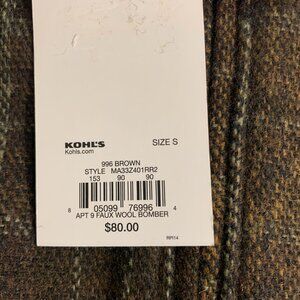 KOHL'S
Kohls.com
SIZE S
996 BROWN
STYLE MA33Z401RR2
153 90 90
8 05099 76996 4
APT 9 FAUX WOOL BOMBER
$80.00
RPI14